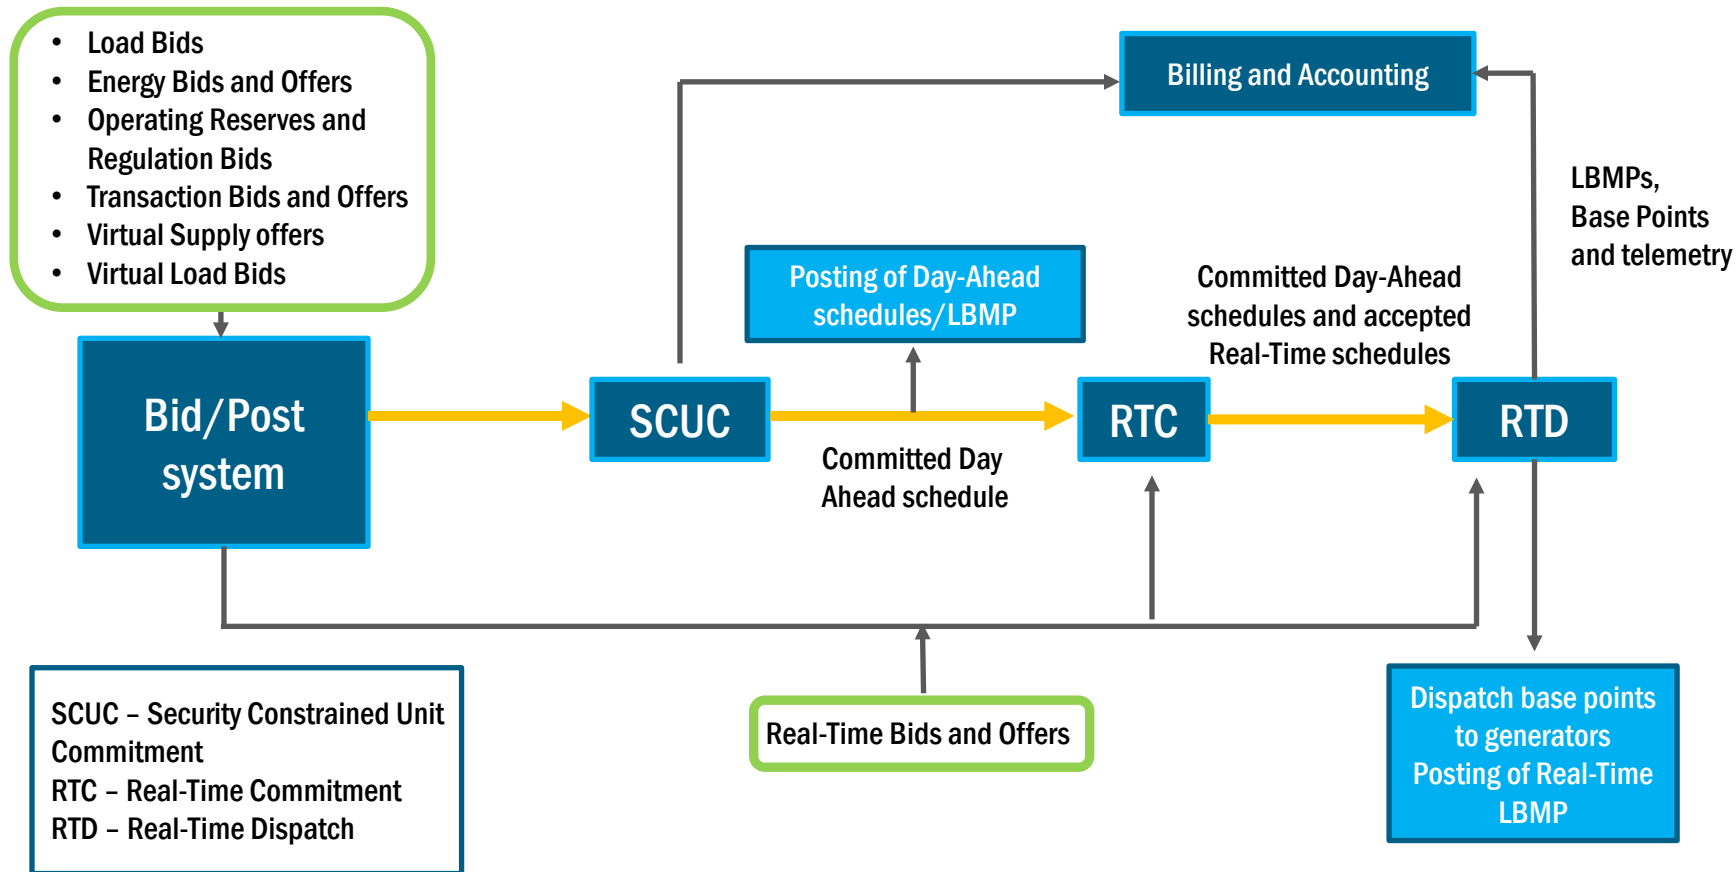 • Load Bids
• Energy Bids and Offers
• Operating Reserves and
Regulation Bids
• Transaction Bids and Offers
• Virtual Supply offers
• Virtual Load Bids
Billing and Accounting
LBMPs,
Base Points
and telemetry
Posting of Day-Ahead
schedules/LBMP
Committed Day-Ahead
schedules and accepted
Real-Time schedules
Bid/Post
system
SCUC
RTC
RTD
Committed Day
Ahead schedule
SCUC – Security Constrained Unit
Commitment
RTC – Real-Time Commitment
RTD – Real-Time Dispatch
Real-Time Bids and Offers
Dispatch base points
to generators
Posting of Real-Time
LBMP